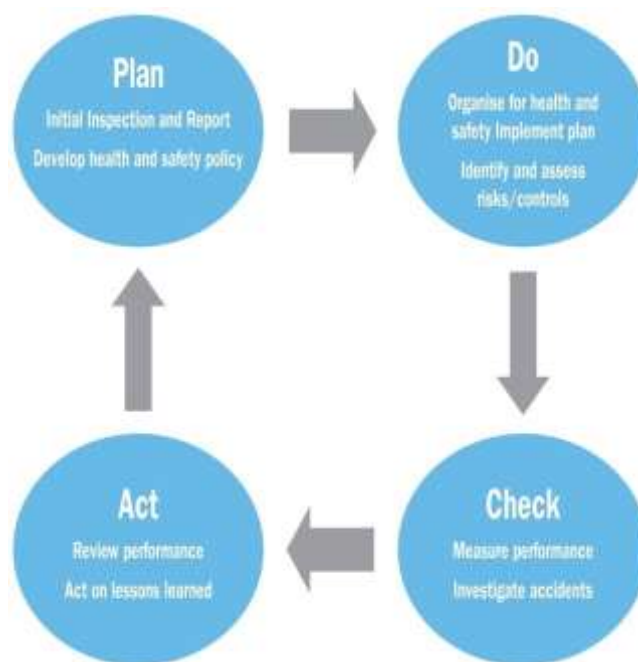 Plan
Initial Inspection and Report
Develop health and safety policy
Do
Organise for health and
safety Implement plan
Identify and assess
risks/controls
Act
Review performance
Act on lessons learned
Check
Measure performance
Investigate accidents